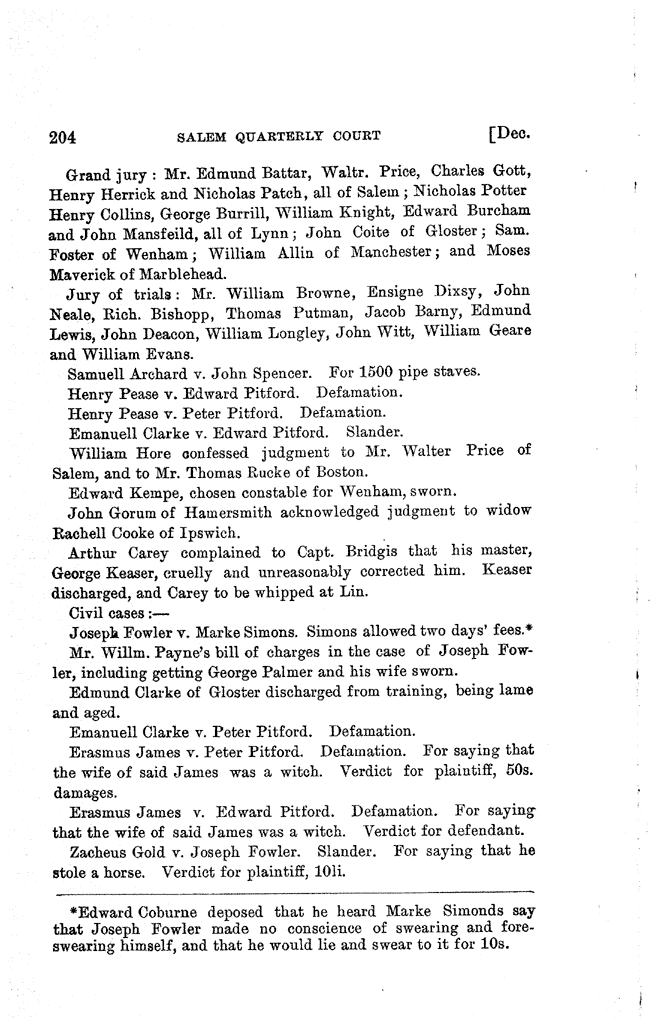 204 SALEM QUARTERLY COURT [Dec.
Grand jury : Mr. Edmund Battar, Waltr. Price, Charles Gott,
Henry Herrick and Nicholas Patch, all of Salem ; Nicholas Potter
Henry Collins, George Burrill, William Knight, Edward Burcham
and John Mansfeild, all of Lynn ; John Coite of Gloster ; Sam.
Foster of Wenham ; William Allin of Manchester ; and Moses
Maverick of Marblehead.
Jury of trials : Mr. William Browne, Ensigne Dixsy, John
Neale, Rich. Bishopp, Thomas Putman, Jacob Barny, Edmund
Lewis, John Deacon, William Longley, John Witt, William Geare
and William Evans.
Samuell Archard v. John Spencer. For 1500 pipe staves.
Henry Pease v. Edward Pitford. Defamation.
Henry Pease v. Peter Pitford. Defamation.
Emanuell Clarke v. Edward Pitford. Slander.
William Hore confessed judgment to Mr. Walter Price of
Salem, and to Mr. Thomas Rucke of Boston.
Edward Kempe, chosen constable for Wenham, sworn.
John Gorum of Hamersmith acknowledged judgment to widow
Rachell Cooke of Ipswich.
Arthur Carey complained to Capt. Bridgis that his master,
George Keaser, cruelly and unreasonably corrected him. Keaser
discharged, and Carey to be whipped at Lin.
Civil cases :—
Joseph Fowler v. Marke Simons. Simons allowed two days' fees.*
Mr. Willm. Payne's bill of charges in the case of Joseph Fow-
ler, including getting George Palmer and his wife sworn.
Edmund Clarke of Gloster discharged from training, being lame
and aged.
Emanuell Clarke v. Peter Pitford. Defamation.
Erasmus James v. Peter Pitford. Defamation. For saying that
the wife of said James was a witch. Verdict for plaintiff, 50s.
damages.
Erasmus James v. Edward Pitford. Defamation. For saying
that the wife of said James was a witch. Verdict for defendant.
Zacheus Gold v. Joseph Fowler. Slander. For saying that he
stole a horse. Verdict for plaintiff, 10li.
*Edward Coburne deposed that he heard Marke Simonds say
that Joseph Fowler made no conscience of swearing and fore-
swearing himself, and that he would lie and swear to it for 10s.